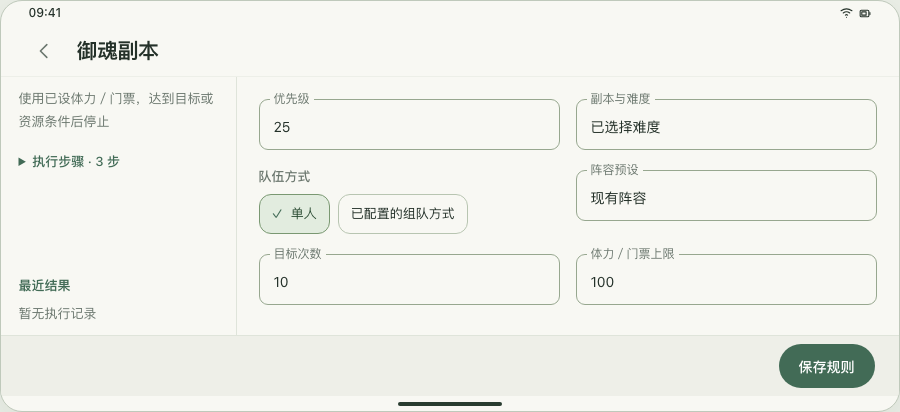 09:41
御魂副本
使用已设体力 / 门票，达到目标或
资源条件后停止
执行步骤 · 3 步
最近结果
暂无执行记录
优先级
25
副本与难度
已选择难度
队伍方式
单人
已配置的组队方式
阵容预设
现有阵容
目标次数
10
体力 / 门票上限
100
保存规则